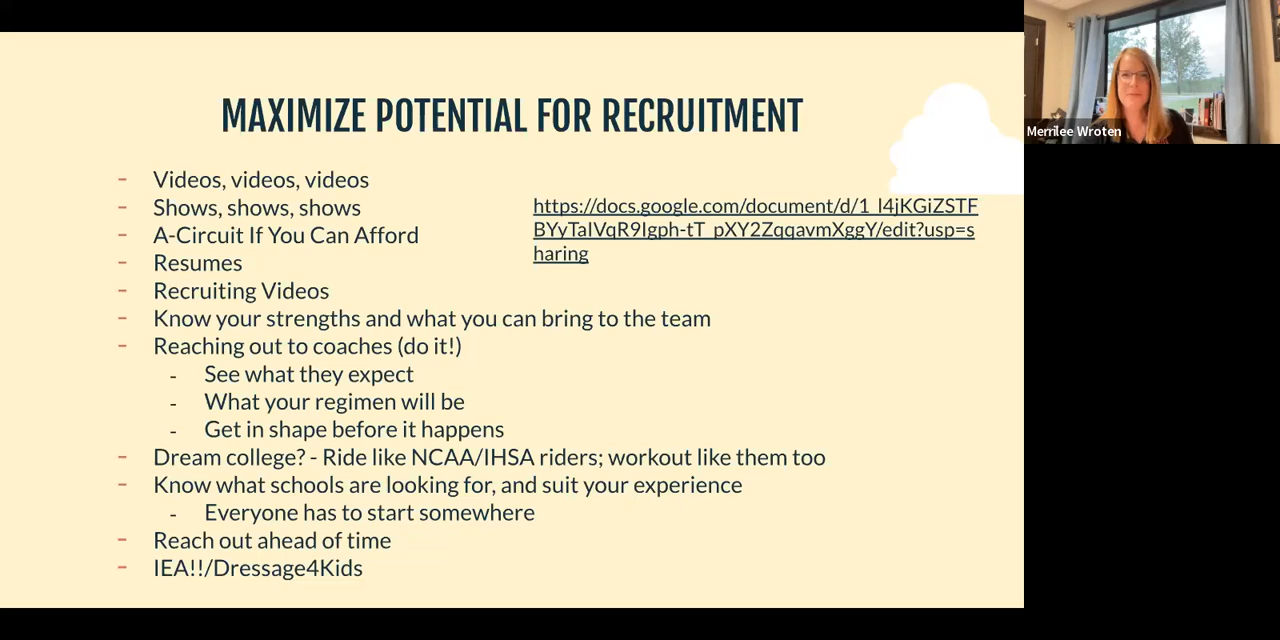 MAXIMIZE POTENTIAL FOR RECRUITMENT
- Videos, videos, videos
- Shows, shows, shows
- A-Circuit If You Can Afford
- Resumes
- Recruiting Videos
- Know your strengths and what you can bring to the team
- Reaching out to coaches (do it!)
- See what they expect
- What your regimen will be
- Get in shape before it happens
- Dream college? - Ride like NCAA/IHSA riders; workout like them too
- Know what schools are looking for, and suit your experience
- Everyone has to start somewhere
- Reach out ahead of time
- IEA!!/Dressage4Kids
https://docs.google.com/document/d/1_l4jKGiZSTF
BYyTaIVqR9Igph-tT_pXY2ZqqavmXggY/edit?usp=s
haring
Merrilee Wroten